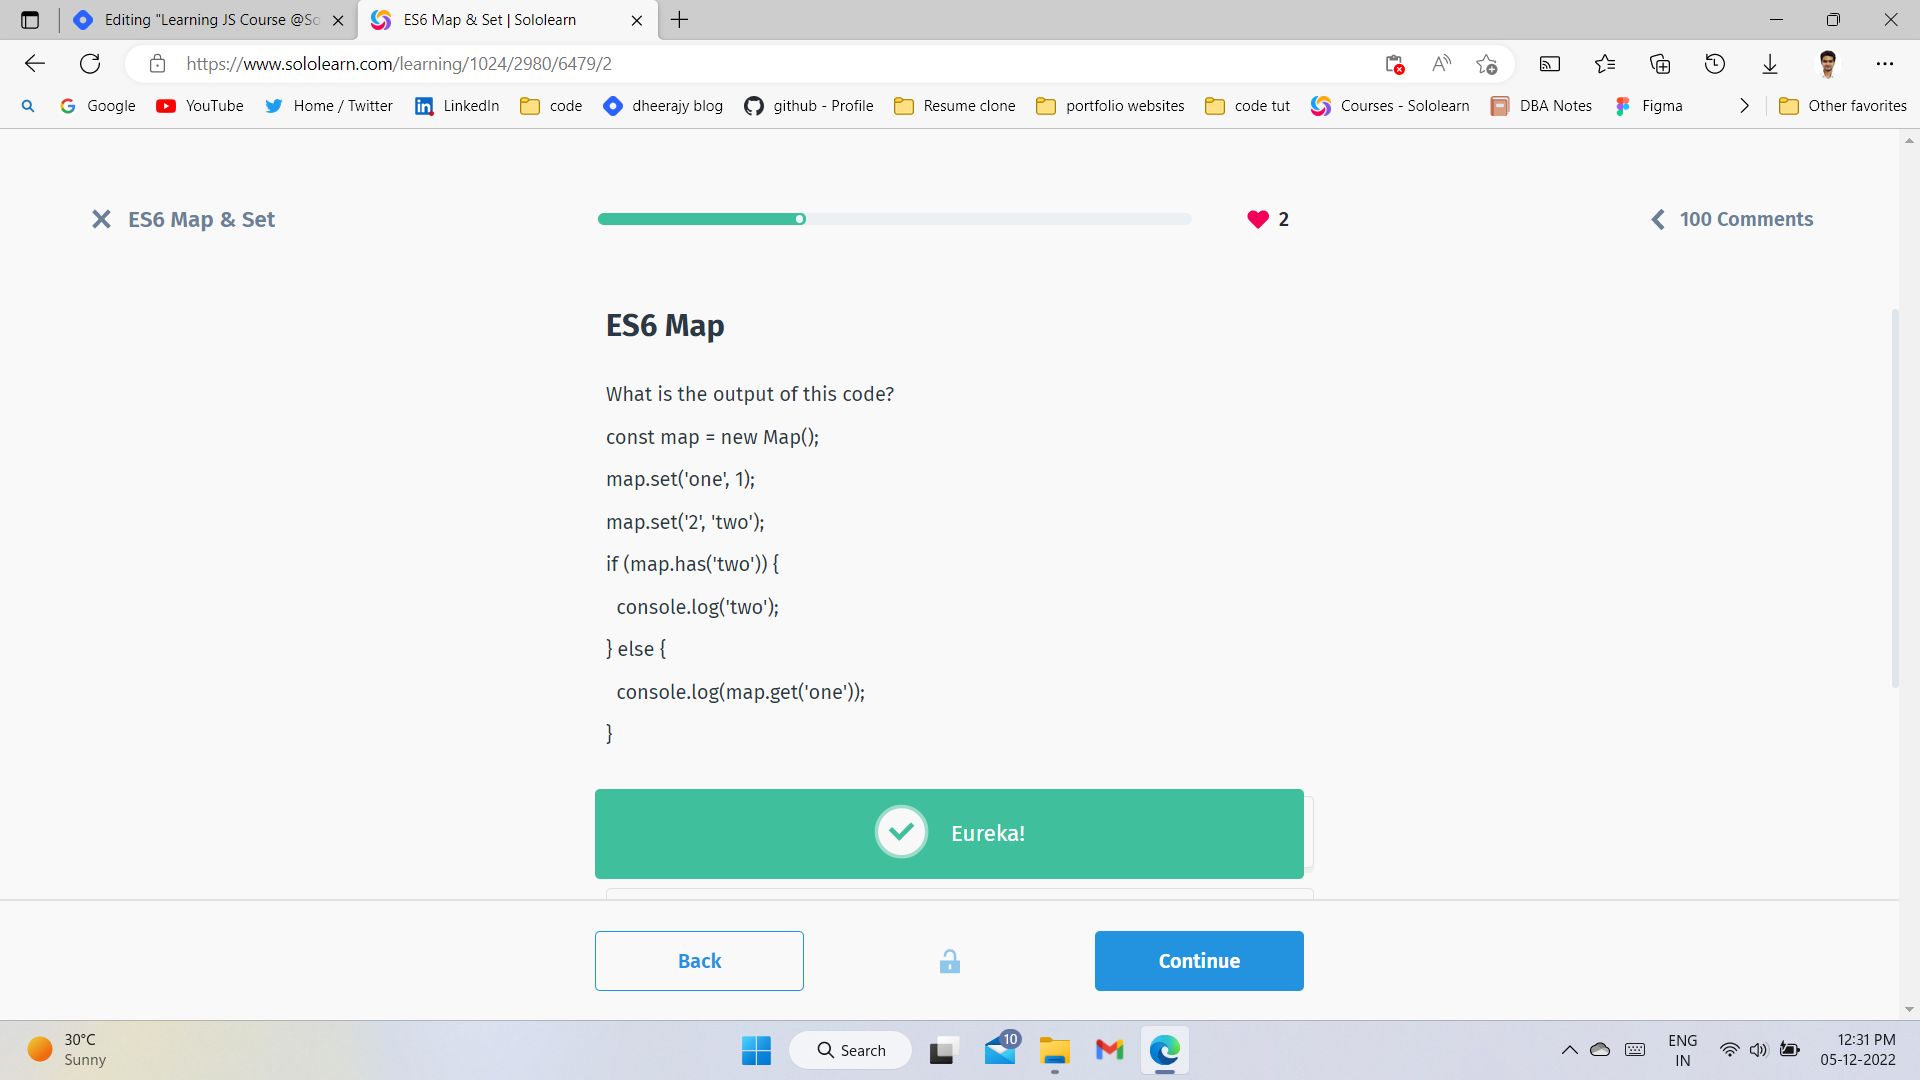 Editing "Learning JS Course @So
ES6 Map & Set | Sololearn
https://www.sololearn.com/learning/1024/2980/6479/2
Google
YouTube
Home / Twitter
LinkedIn
code
dheerajy blog
github - Profile
Resume clone
portfolio websites
code tut
Courses - Sololearn
DBA Notes
Figma
Other favorites
ES6 Map & Set
2
100 Comments
ES6 Map
What is the output of this code?
const map = new Map();
map.set('one', 1);
map.set('2', 'two');
if (map.has('two')) {
console.log('two');
} else {
console.log(map.get('one'));
}
Eureka!
Back
Continue
30°C
Sunny
Search
10
ENG
IN
12:31 PM
05-12-2022